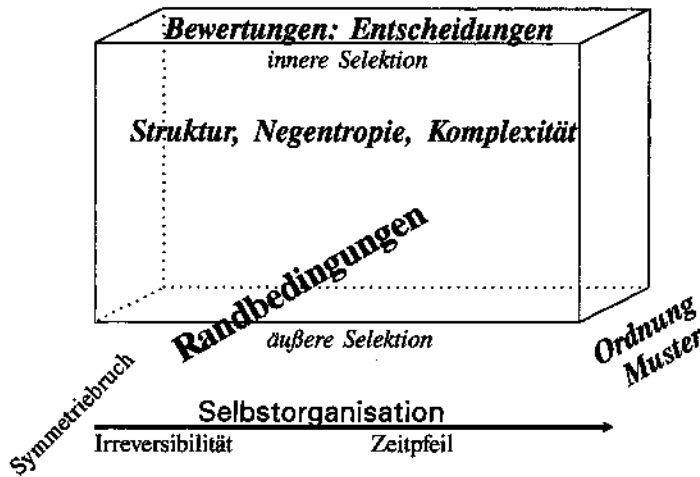 Bewertungen: Entscheidungen
innere Selektion
Struktur, Negentropie, Komplexität
Randbedingungen
äußere Selektion
Ordnung
Muster
Symmetriebruch
Selbstorganisation
Irreversibilität Zeitpfeil